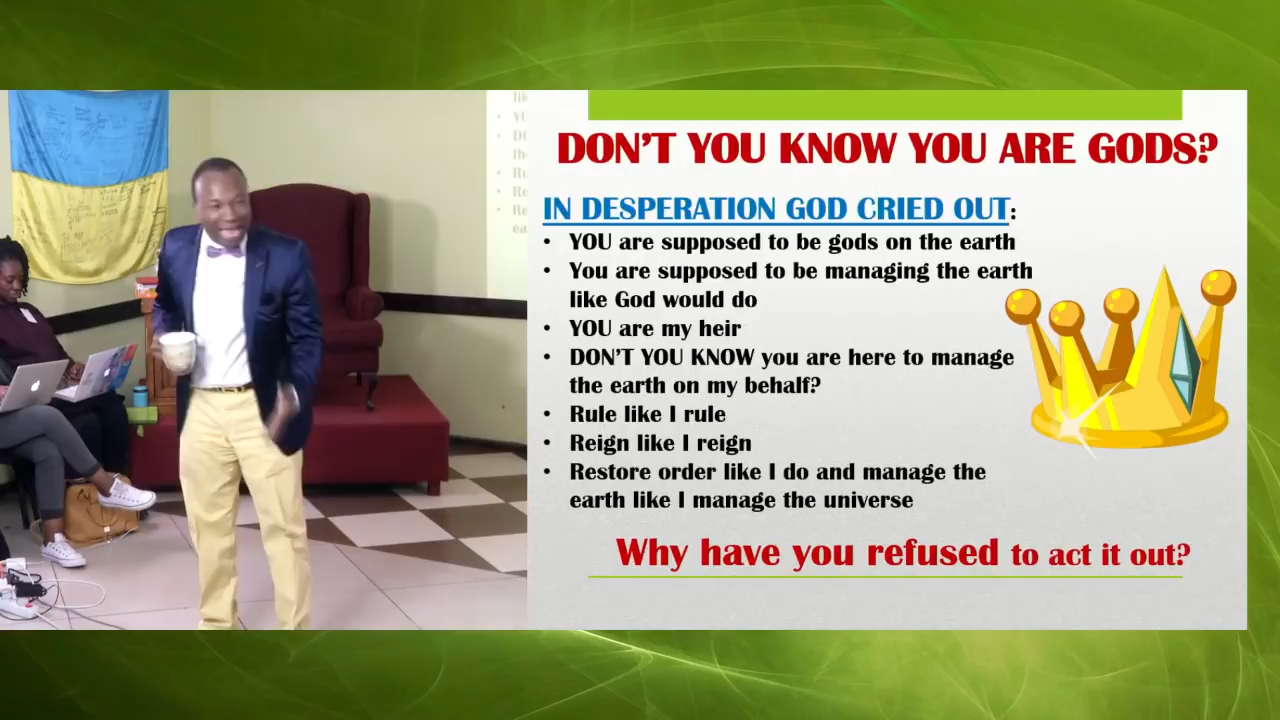 DON'T YOU KNOW YOU ARE GODS?
IN DESPERATION GOD CRIED OUT:
• YOU are supposed to be gods on the earth
• You are supposed to be managing the earth
like God would do
• YOU are my heir
• DON'T YOU KNOW you are here to manage
the earth on my behalf?
• Rule like I rule
• Reign like I reign
• Restore order like I do and manage the
earth like I manage the universe
Why have you refused to act it out?